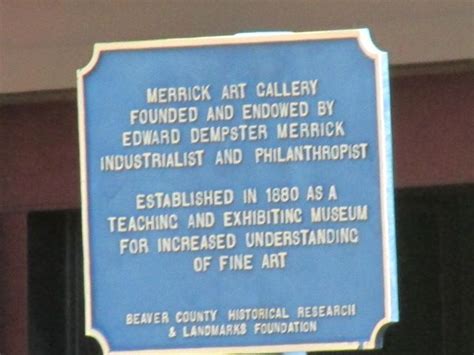 MERRICK ART GALLERY
FOUNDED AND ENDOWED BY
EDWARD DEMPSTER MERRICK
INDUSTRIALIST AND PHILANTHROPIST
ESTABLISHED IN 1880 AS A
TEACHING AND EXHIBITING MUSEUM
FOR INCREASED UNDERSTANDING
OF FINE ART
BEAVER COUNTY HISTORICAL RESEARCH
& LANDMARKS FOUNDATION